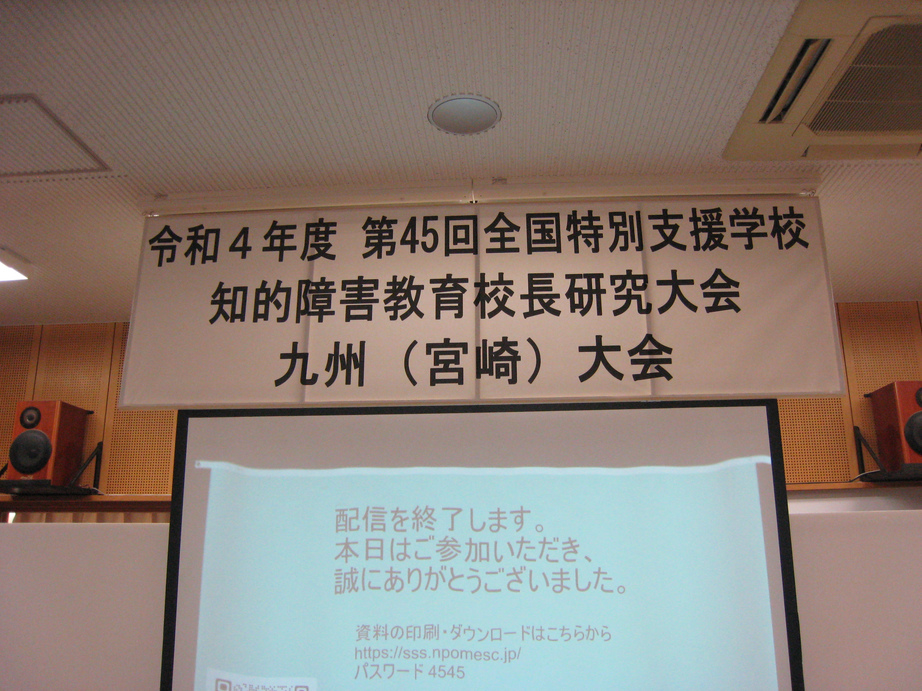 令和４年度 第45回全国特別支援学校
知的障害教育校長研究大会
九州（宮崎）大会
配信を終了します。
本日はご参加いただき、
誠にありがとうございました。
資料の印刷・ダウンロードはこちらから
https://sss.npomesc.jp/
パスワード 4545